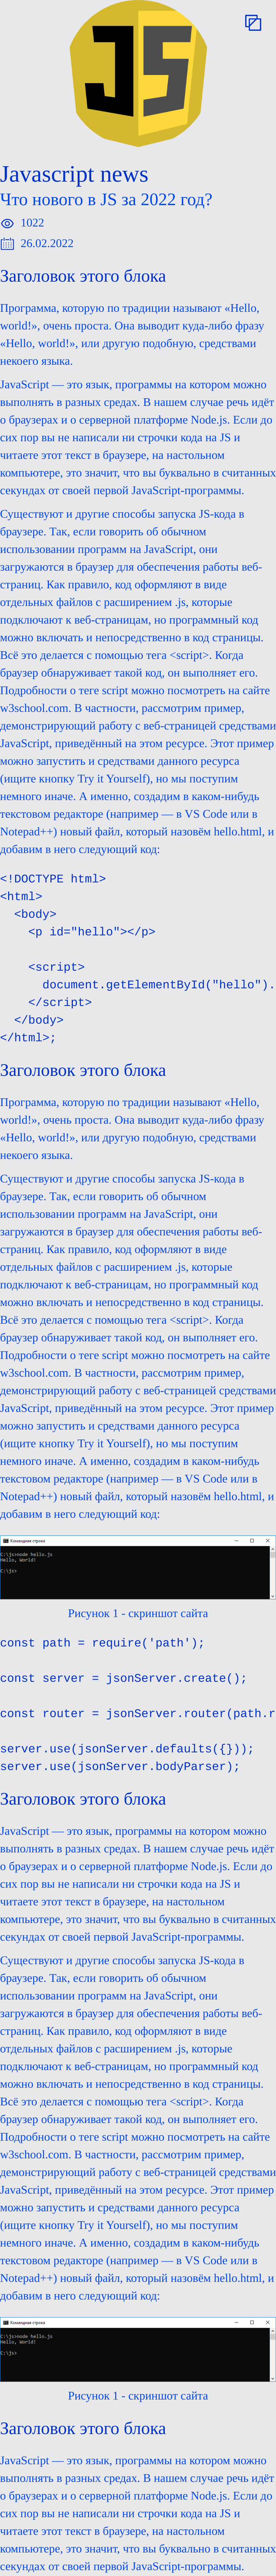 JS
Javascript news
Что нового в JS за 2022 год?
1022
26.02.2022
Заголовок этого блока
Программа, которую по традиции называют «Hello,
world!», очень проста. Она выводит куда-либо фразу
«Hello, world!», или другую подобную, средствами
некоего языка.
JavaScript — это язык, программы на котором можно
выполнять в разных средах. В нашем случае речь идёт
о браузерах и о серверной платформе Node.js. Если до
сих пор вы не написали ни строчки кода на JS и
читаете этот текст в браузере, на настольном
компьютере, это значит, что вы буквально в считанных
секундах от своей первой JavaScript-программы.
Существуют и другие способы запуска JS-кода в
браузере. Так, если говорить об обычном
использовании программ на JavaScript, они
загружаются в браузер для обеспечения работы веб-
страниц. Как правило, код оформляют в виде
отдельных файлов с расширением .js, которые
подключают к веб-страницам, но программный код
можно включать и непосредственно в код страницы.
Всё это делается с помощью тега <script>. Когда
браузер обнаруживает такой код, он выполняет его.
Подробности о теге script можно посмотреть на сайте
w3school.com. В частности, рассмотрим пример,
демонстрирующий работу с веб-страницей средствами
JavaScript, приведённый на этом ресурсе. Этот пример
можно запустить и средствами данного ресурса
(ищите кнопку Try it Yourself), но мы поступим
немного иначе. А именно, создадим в каком-нибудь
текстовом редакторе (например — в VS Code или в
Notepad++) новый файл, который назовём hello.html, и
добавим в него следующий код:
<!DOCTYPE html>
<html>
  <body>
    <p id="hello"></p>
    <script>
      document.getElementById("hello").
    </script>
  </body>
</html>;
Заголовок этого блока
Программа, которую по традиции называют «Hello,
world!», очень проста. Она выводит куда-либо фразу
«Hello, world!», или другую подобную, средствами
некоего языка.
Существуют и другие способы запуска JS-кода в
браузере. Так, если говорить об обычном
использовании программ на JavaScript, они
загружаются в браузер для обеспечения работы веб-
страниц. Как правило, код оформляют в виде
отдельных файлов с расширением .js, которые
подключают к веб-страницам, но программный код
можно включать и непосредственно в код страницы.
Всё это делается с помощью тега <script>. Когда
браузер обнаруживает такой код, он выполняет его.
Подробности о теге script можно посмотреть на сайте
w3school.com. В частности, рассмотрим пример,
демонстрирующий работу с веб-страницей средствами
JavaScript, приведённый на этом ресурсе. Этот пример
можно запустить и средствами данного ресурса
(ищите кнопку Try it Yourself), но мы поступим
немного иначе. А именно, создадим в каком-нибудь
текстовом редакторе (например — в VS Code или в
Notepad++) новый файл, который назовём hello.html, и
добавим в него следующий код:
Командная строка
C:\js>node hello.js
Hello, World!
C:\js>
Рисунок 1 - скриншот сайта
const path = require('path');
const server = jsonServer.create();
const router = jsonServer.router(path.r
server.use(jsonServer.defaults({}));
server.use(jsonServer.bodyParser);
Заголовок этого блока
JavaScript — это язык, программы на котором можно
выполнять в разных средах. В нашем случае речь идёт
о браузерах и о серверной платформе Node.js. Если до
сих пор вы не написали ни строчки кода на JS и
читаете этот текст в браузере, на настольном
компьютере, это значит, что вы буквально в считанных
секундах от своей первой JavaScript-программы.
Существуют и другие способы запуска JS-кода в
браузере. Так, если говорить об обычном
использовании программ на JavaScript, они
загружаются в браузер для обеспечения работы веб-
страниц. Как правило, код оформляют в виде
отдельных файлов с расширением .js, которые
подключают к веб-страницам, но программный код
можно включать и непосредственно в код страницы.
Всё это делается с помощью тега <script>. Когда
браузер обнаруживает такой код, он выполняет его.
Подробности о теге script можно посмотреть на сайте
w3school.com. В частности, рассмотрим пример,
демонстрирующий работу с веб-страницей средствами
JavaScript, приведённый на этом ресурсе. Этот пример
можно запустить и средствами данного ресурса
(ищите кнопку Try it Yourself), но мы поступим
немного иначе. А именно, создадим в каком-нибудь
текстовом редакторе (например — в VS Code или в
Notepad++) новый файл, который назовём hello.html, и
добавим в него следующий код:
Командная строка
C:\js>node hello.js
Hello, World!
C:\js>
Рисунок 1 - скриншот сайта
Заголовок этого блока
JavaScript — это язык, программы на котором можно
выполнять в разных средах. В нашем случае речь идёт
о браузерах и о серверной платформе Node.js. Если до
сих пор вы не написали ни строчки кода на JS и
читаете этот текст в браузере, на настольном
компьютере, это значит, что вы буквально в считанных
секундах от своей первой JavaScript-программы.